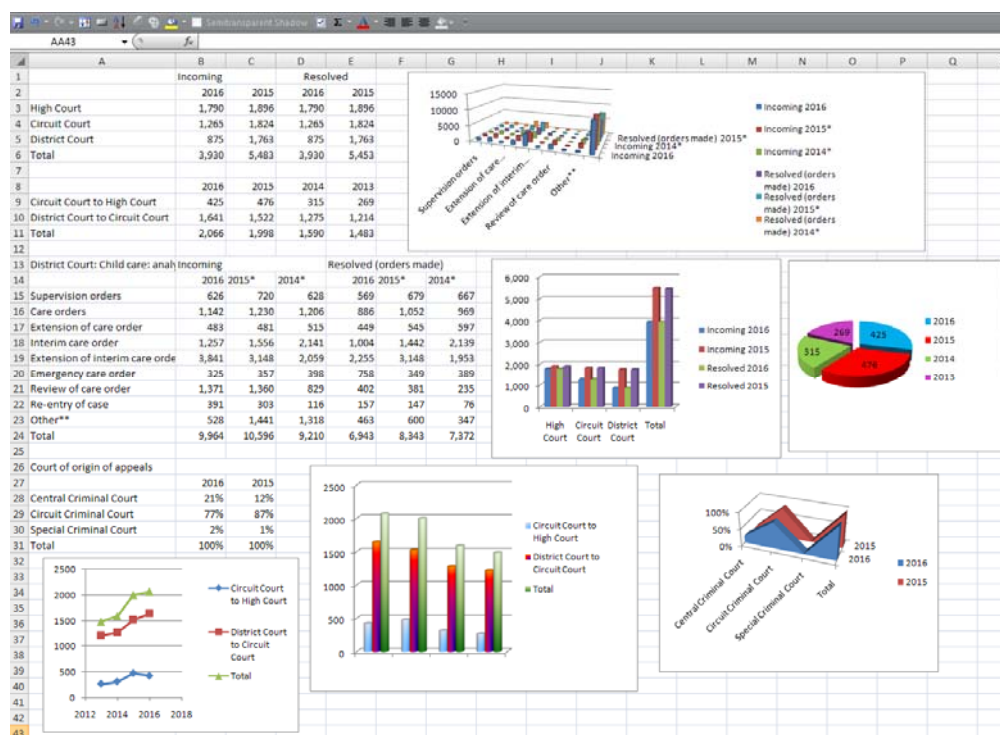 Semitransparent Shadow
AA43 fx
A B C D E F G H I J K L M N O P Q
1 Incoming Resolved
2 2016 2015 2016 2015
3 High Court 1,790 1,896 1,790 1,896
4 Circuit Court 1,265 1,824 1,265 1,824
5 District Court 875 1,763 875 1,763
6 Total 3,930 5,483 3,930 5,453
7
8 2016 2015 2014 2013
9 Circuit Court to High Court 425 476 315 269
10 District Court to Circuit Court 1,641 1,522 1,275 1,214
11 Total 2,066 1,998 1,590 1,483
12
13 District Court: Child care: analy Incoming Resolved (orders made)
14 2016 2015* 2014* 2016 2015* 2014*
15 Supervision orders 626 720 628 569 679 667
16 Care orders 1,142 1,230 1,206 886 1,052 969
17 Extension of care order 483 481 515 449 545 597
18 Interim care order 1,257 1,556 2,141 1,004 1,442 2,139
19 Extension of interim care orde 3,841 3,148 2,059 2,255 3,148 1,953
20 Emergency care order 325 357 398 758 349 389
21 Review of care order 1,371 1,360 829 402 381 235
22 Re-entry of case 391 303 116 157 147 76
23 Other** 528 1,441 1,318 463 600 347
24 Total 9,964 10,596 9,210 6,943 8,343 7,372
25
26 Court of origin of appeals
27 2016 2015
28 Central Criminal Court 21% 12%
29 Circuit Criminal Court 77% 87%
30 Special Criminal Court 2% 1%
31 Total 100% 100%
32
33
34
35
36
37
38
39
40
41
42
43
15000
10000
5000
0
Supervision orders
Extension of care...
Extension of interim...
Review of care order
Other**
Resolved (orders made) 2015*
Incoming 2014*
Incoming 2016
Incoming 2016
Incoming 2015*
Incoming 2014*
Resolved (orders
made) 2016
Resolved (orders
made) 2015*
Resolved (orders
made) 2014*
6,000
5,000
4,000
3,000
2,000
1,000
0
High Court
Circuit Court
District Court
Total
Incoming 2016
Incoming 2015
Resolved 2016
Resolved 2015
269
425
315
476
2016
2015
2014
2013
2500
2000
1500
1000
500
0
2012 2014 2016 2018
Circuit Court
to High Court
District Court
to Circuit
Court
Total
2500
2000
1500
1000
500
0
Circuit Court to
High Court
District Court to
Circuit Court
Total
100%
50%
0%
Central Criminal Court
Circuit Criminal Court
Special Criminal Court
Total
2015
2016
2016
2015